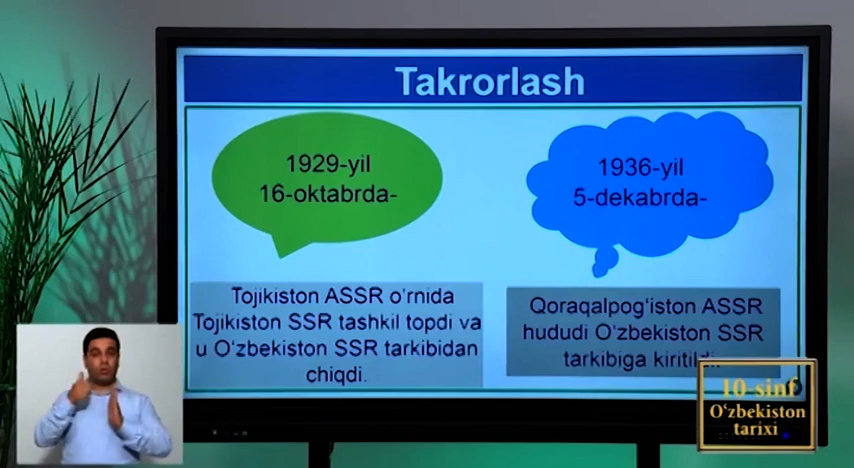 Takrorlash
1929-yil
16-oktabrda-
1936-yil
5-dekabrda-
Tojikiston ASSR o'rnida
Tojikiston SSR tashkil topdi va
u O'zbekiston SSR tarkibidan
chiqdi.
Qoraqalpog'iston ASSR
hududi O'zbekiston SSR
tarkibiga kiritildi.
10-sinf
O'zbekiston
tarixi